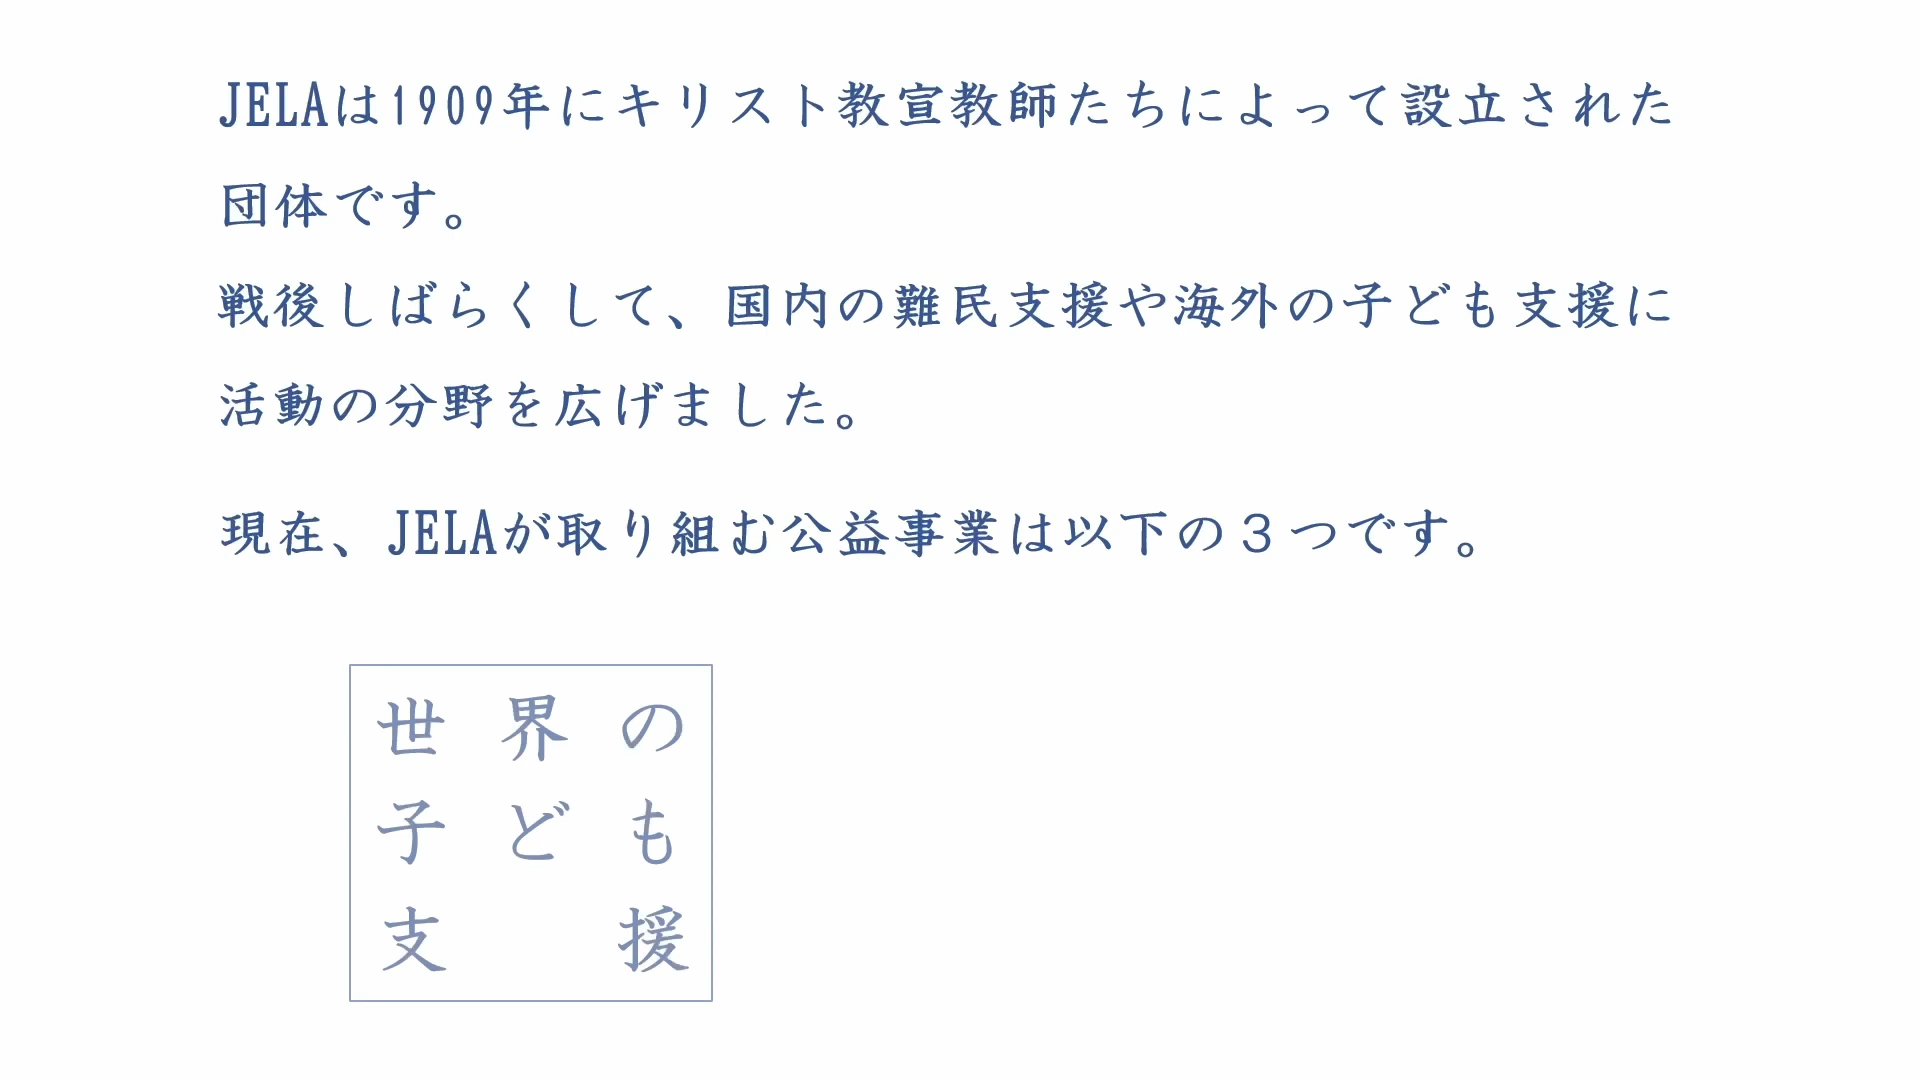 JELAは1909年にキリスト教宣教師たちによって設立された
団体です。
戦後しばらくして、国内の難民支援や海外の子ども支援に
活動の分野を広げました。
現在、JELAが取り組む公益事業は以下の３つです。
世界の
子ども
支援